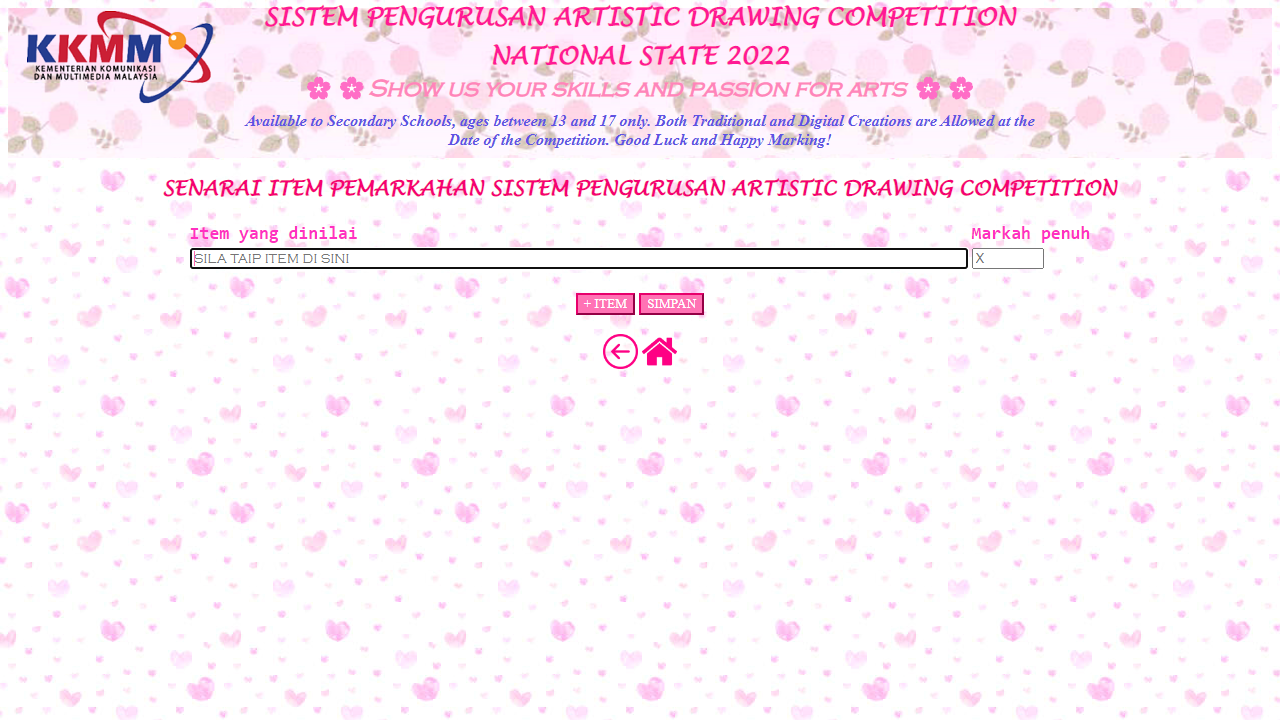 KKMM
KEMENTERIAN KOMUNIKASI
DAN MULTIMEDIA MALAYSIA
SISTEM PENGURUSAN ARTISTIC DRAWING COMPETITION
NATIONAL STATE 2022
SHOW US YOUR SKILLS AND PASSION FOR ARTS
Available to Secondary Schools, ages between 13 and 17 only. Both Traditional and Digital Creations are Allowed at the
Date of the Competition. Good Luck and Happy Marking!
SENARAI ITEM PEMARKAHAN SISTEM PENGURUSAN ARTISTIC DRAWING COMPETITION
Item yang dinilai Markah penuh
SILA TAIP ITEM DI SINI X
+ ITEM SIMPAN